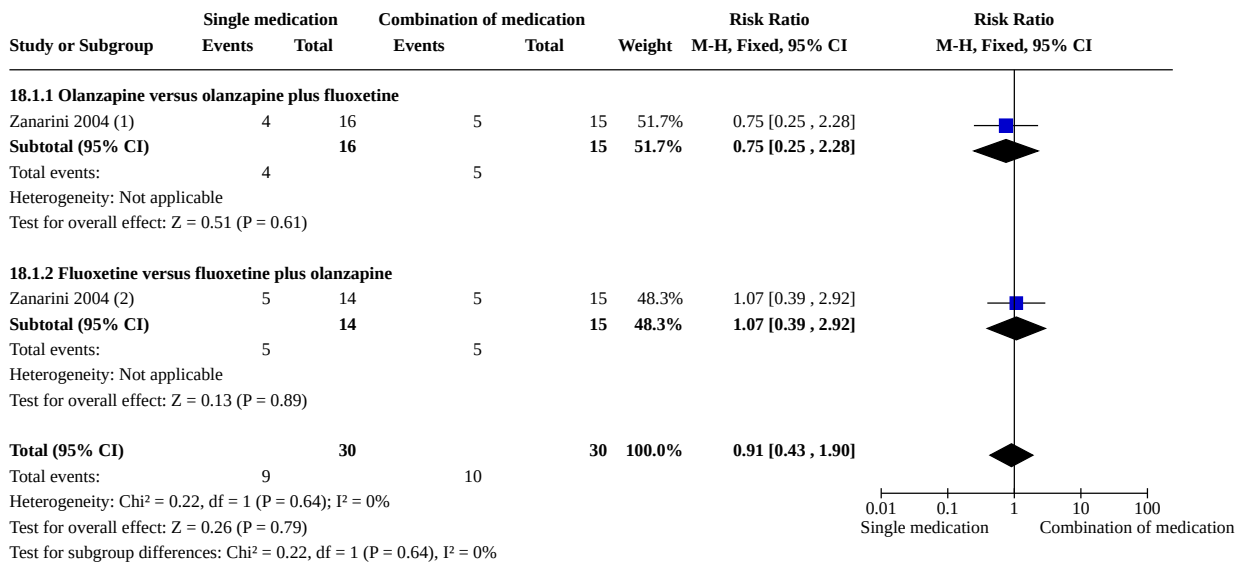 Single medication Combination of medication Risk Ratio Risk Ratio
Study or Subgroup Events Total Events Total Weight M-H, Fixed, 95% CI M-H, Fixed, 95% CI
18.1.1 Olanzapine versus olanzapine plus fluoxetine
Zanarini 2004 (1) 4 16 5 15 51.7% 0.75 [0.25 , 2.28]
Subtotal (95% CI) 16 15 51.7% 0.75 [0.25 , 2.28]
Total events: 4 5
Heterogeneity: Not applicable
Test for overall effect: Z = 0.51 (P = 0.61)
18.1.2 Fluoxetine versus fluoxetine plus olanzapine
Zanarini 2004 (2) 5 14 5 15 48.3% 1.07 [0.39 , 2.92]
Subtotal (95% CI) 14 15 48.3% 1.07 [0.39 , 2.92]
Total events: 5 5
Heterogeneity: Not applicable
Test for overall effect: Z = 0.13 (P = 0.89)
Total (95% CI) 30 30 100.0% 0.91 [0.43 , 1.90]
Total events: 9 10
Heterogeneity: Chi² = 0.22, df = 1 (P = 0.64); I² = 0%
0.01 0.1 1 10 100
Test for overall effect: Z = 0.26 (P = 0.79) Single medication Combination of medication
Test for subgroup differences: Chi² = 0.22, df = 1 (P = 0.64), I² = 0%